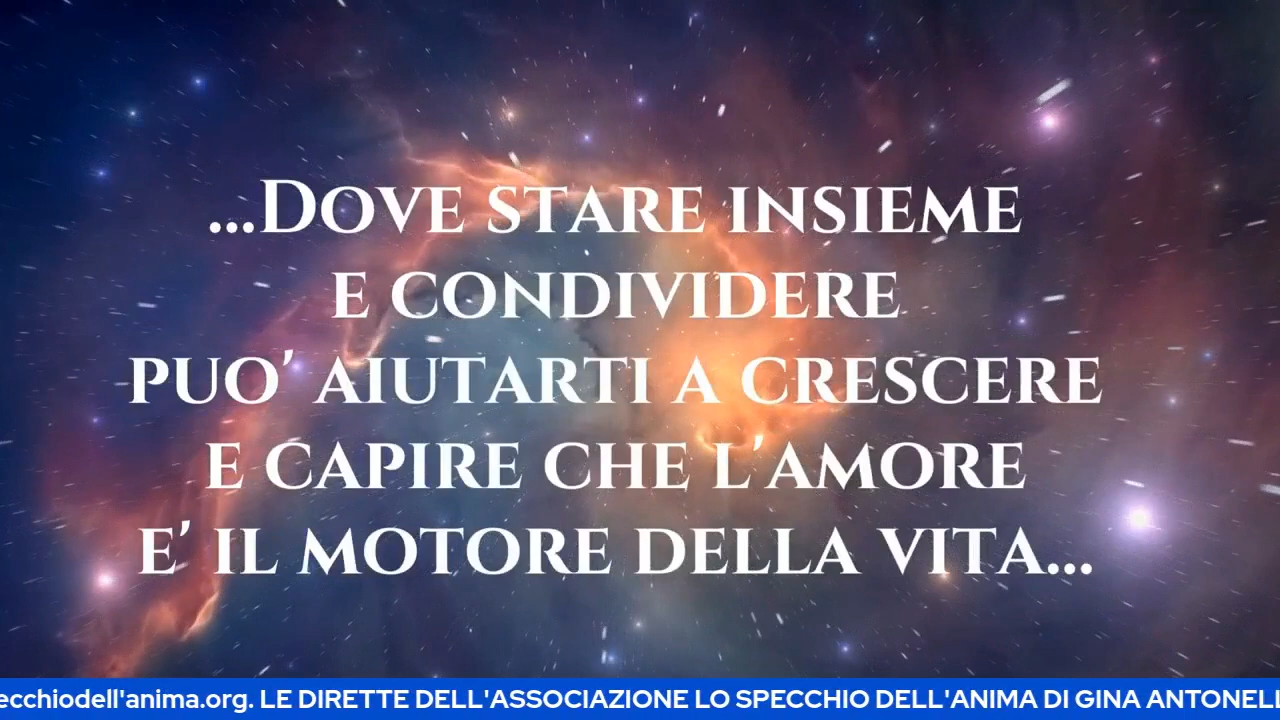 ...Dove stare insieme
e condividere
puo' aiutarti a crescere
e capire che l'amore
e' il motore della vita...
ecchiodell'anima.org. LE DIRETTE DELL'ASSOCIAZIONE LO SPECCHIO DELL'ANIMA DI GINA ANTONELL